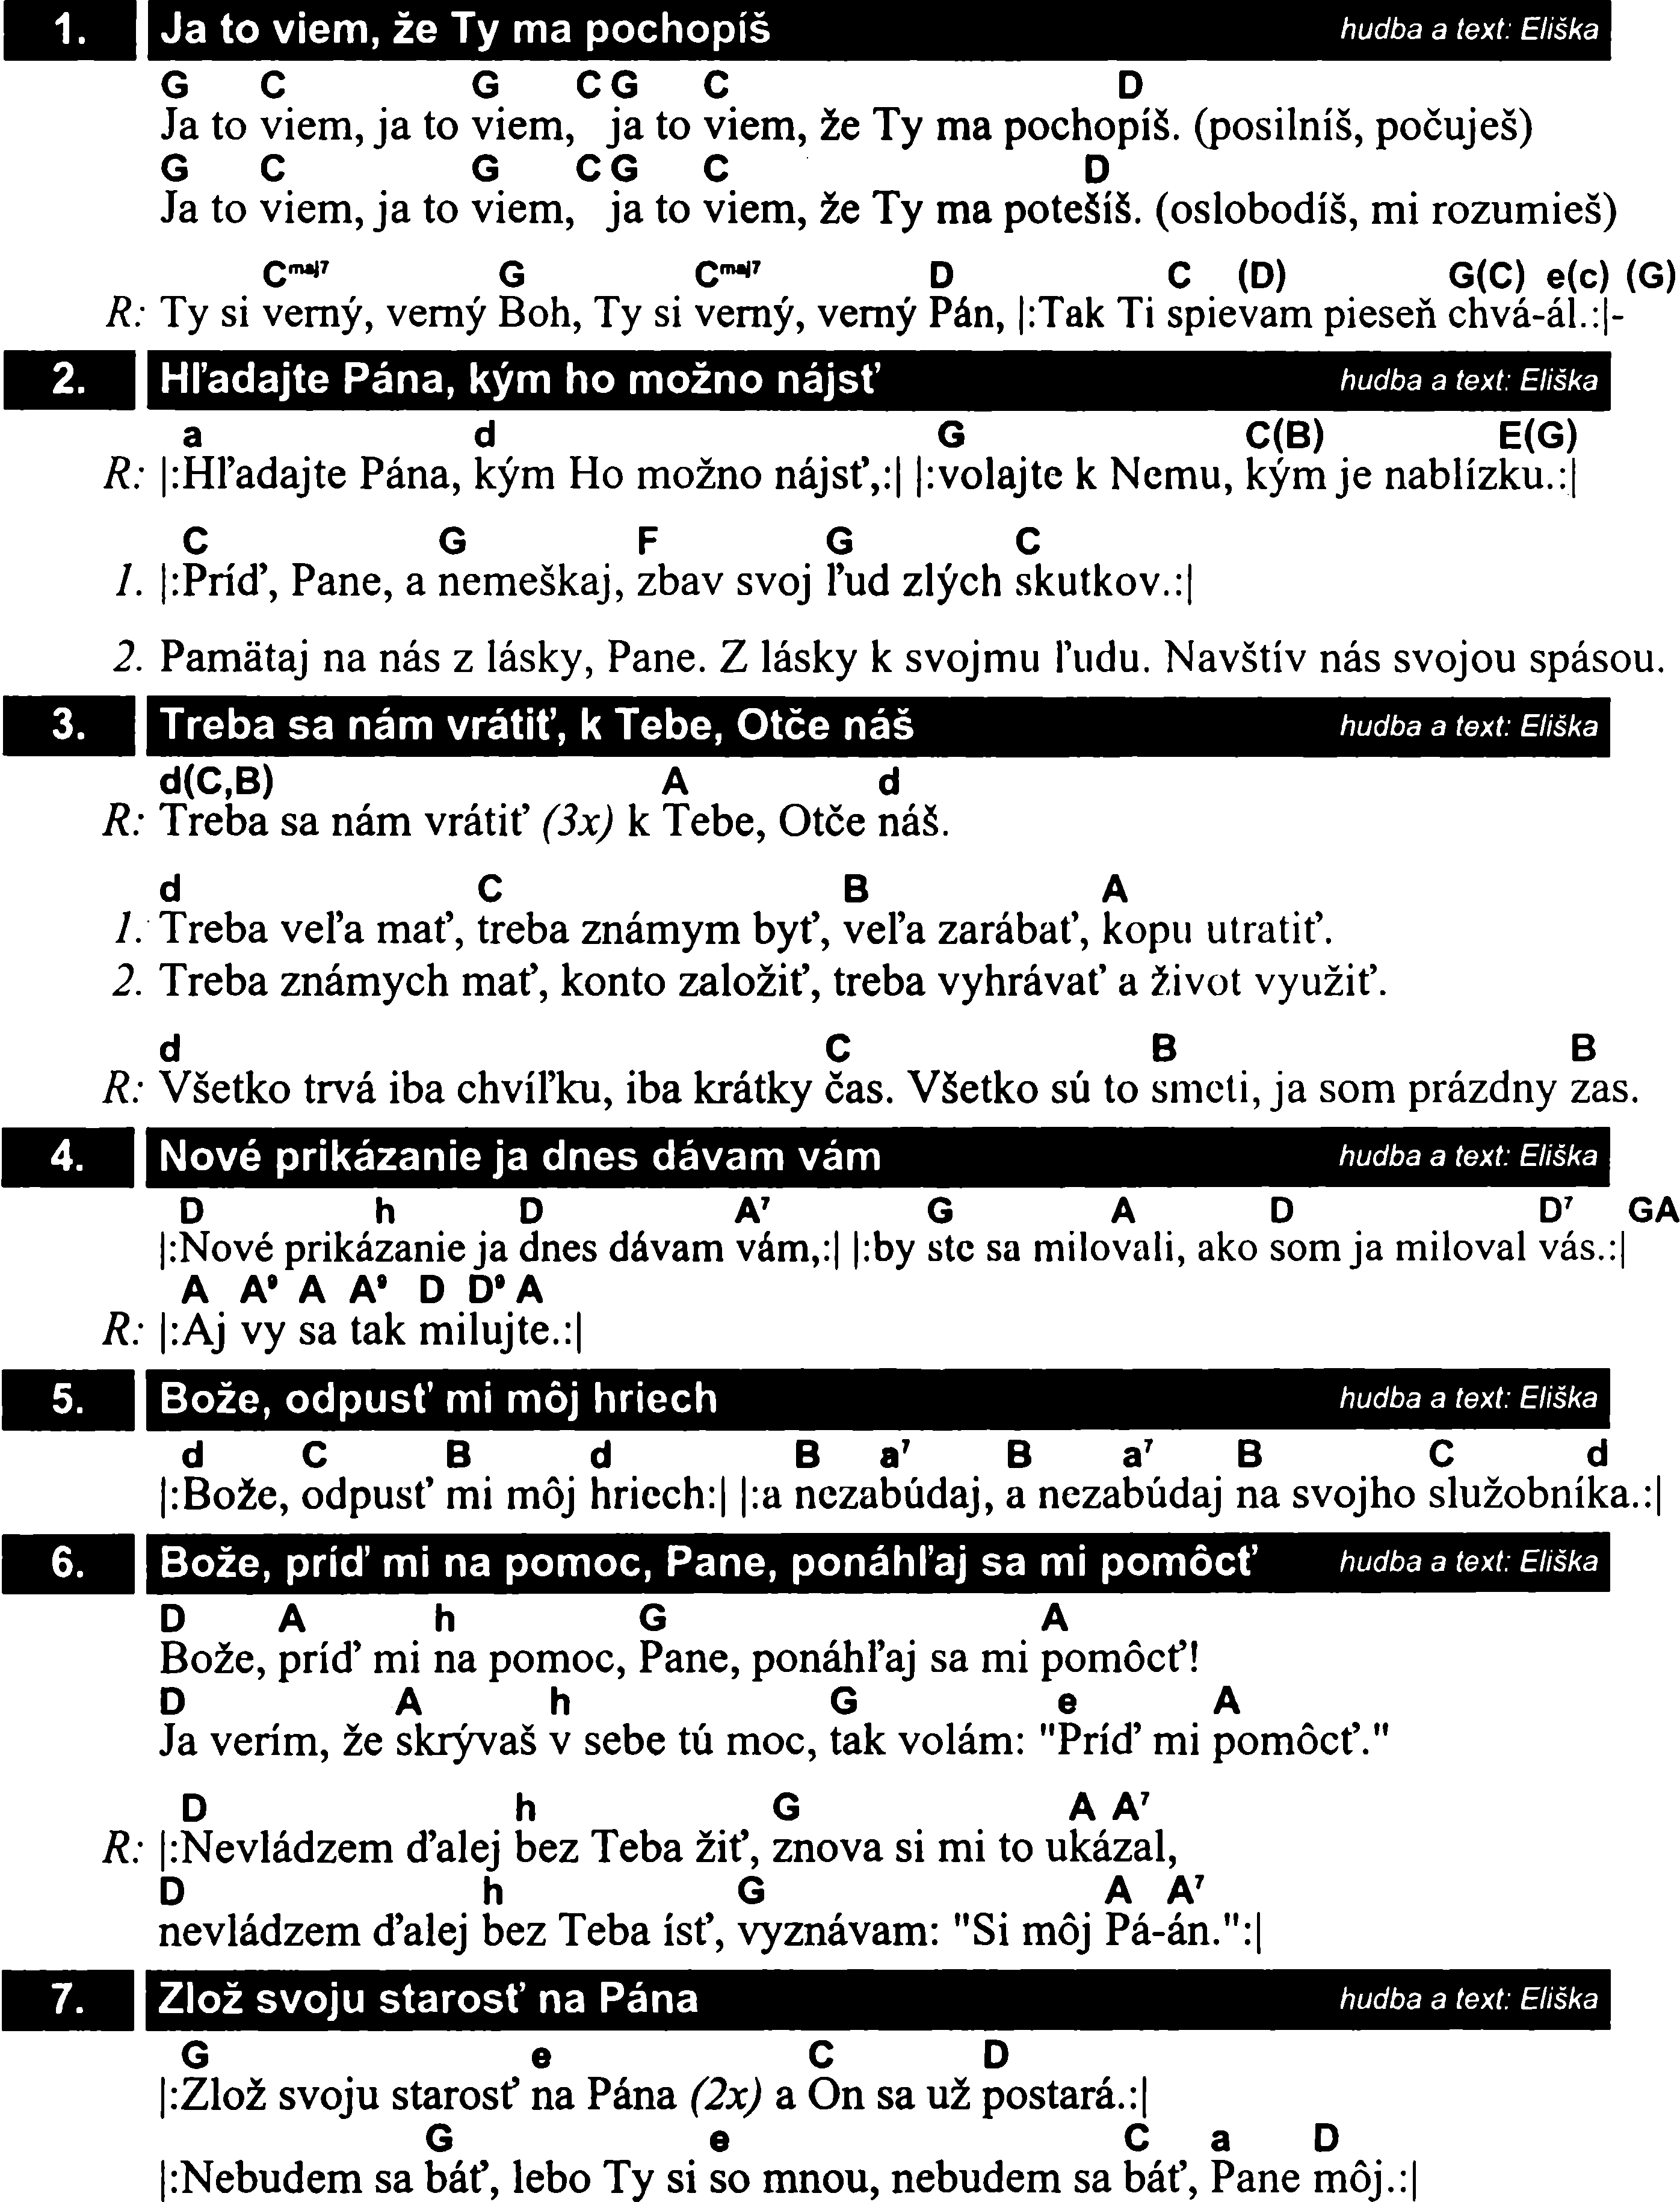 1. Ja to viem, že Ty ma pochopíš hudba a text: Eliška
G C G C G C D
Ja to viem, ja to viem, ja to viem, že Ty ma pochopíš. (posilníš, počuješ)
G C G C G C D
Ja to viem, ja to viem, ja to viem, že Ty ma potešíš. (oslobodíš, mi rozumieš)
Cmaj7 G Cmaj7 D C (D) G(C) e(c) (G)
R: Ty si verný, verný Boh, Ty si verný, verný Pán, |:Tak Ti spievam pieseň chvá-ál.:|-
2. Hľadajte Pána, kým ho možno nájsť hudba a text: Eliška
a d G C(B) E(G)
R: |:Hľadajte Pána, kým Ho možno nájsť,:| |:volajte k Nemu, kým je nablízku.:|
C G F G C
1. |:Príď, Pane, a nemeškaj, zbav svoj ľud zlých skutkov.:|
2. Pamätaj na nás z lásky, Pane. Z lásky k svojmu ľudu. Navštív nás svojou spásou.
3. Treba sa nám vrátiť, k Tebe, Otče náš hudba a text: Eliška
d(C,B) A d
R: Treba sa nám vrátiť (3x) k Tebe, Otče náš.
d C B A
1. Treba veľa mať, treba známym byť, veľa zarábať, kopu utratiť.
2. Treba známych mať, konto založiť, treba vyhrávať a život využiť.
d C B B
R: Všetko trvá iba chvíľku, iba krátky čas. Všetko sú to smeti, ja som prázdny zas.
4. Nové prikázanie ja dnes dávam vám hudba a text: Eliška
D h D A7 G A D D7 GA
|:Nové prikázanie ja dnes dávam vám,:| |:by ste sa milovali, ako som ja miloval vás.:|
A A9 A A9 D D9 A
R: |:Aj vy sa tak milujte.:|
5. Bože, odpusť mi môj hriech hudba a text: Eliška
d C B d B a7 B a7 B C d
|:Bože, odpusť mi môj hriech:| |:a nezabúdaj, a nezabúdaj na svojho služobníka.:|
6. Bože, príď mi na pomoc, Pane, ponáhľaj sa mi pomôcť hudba a text: Eliška
D A h G A
Bože, príď mi na pomoc, Pane, ponáhľaj sa mi pomôcť!
D A h G e A
Ja verím, že skrývaš v sebe tú moc, tak volám: "Príď mi pomôcť."
D h G A A7
R: |:Nevládzem ďalej bez Teba žiť, znova si mi to ukázal,
D h G A A7
nevládzem ďalej bez Teba ísť, vyznávam: "Si môj Pá-án.":|
7. Zlož svoju starosť na Pána hudba a text: Eliška
G e C D
|:Zlož svoju starosť na Pána (2x) a On sa už postará.:|
G e C a D
|:Nebudem sa báť, lebo Ty si so mnou, nebudem sa báť, Pane môj.:|